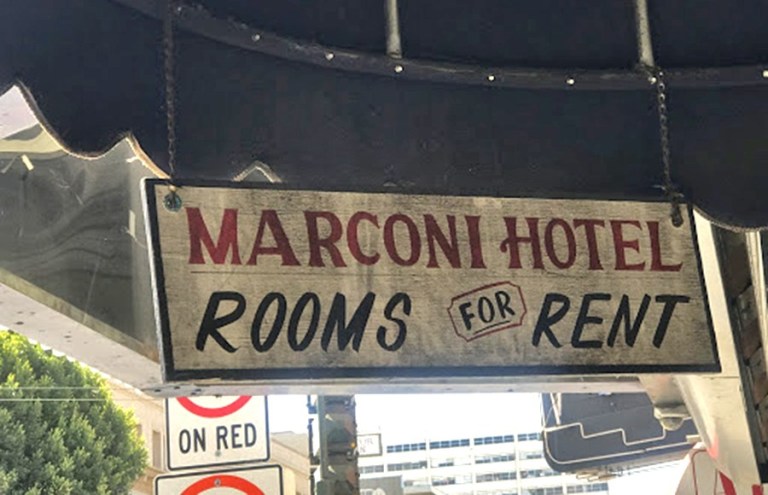 MARCONI HOTEL
ROOMS FOR RENT
ON RED